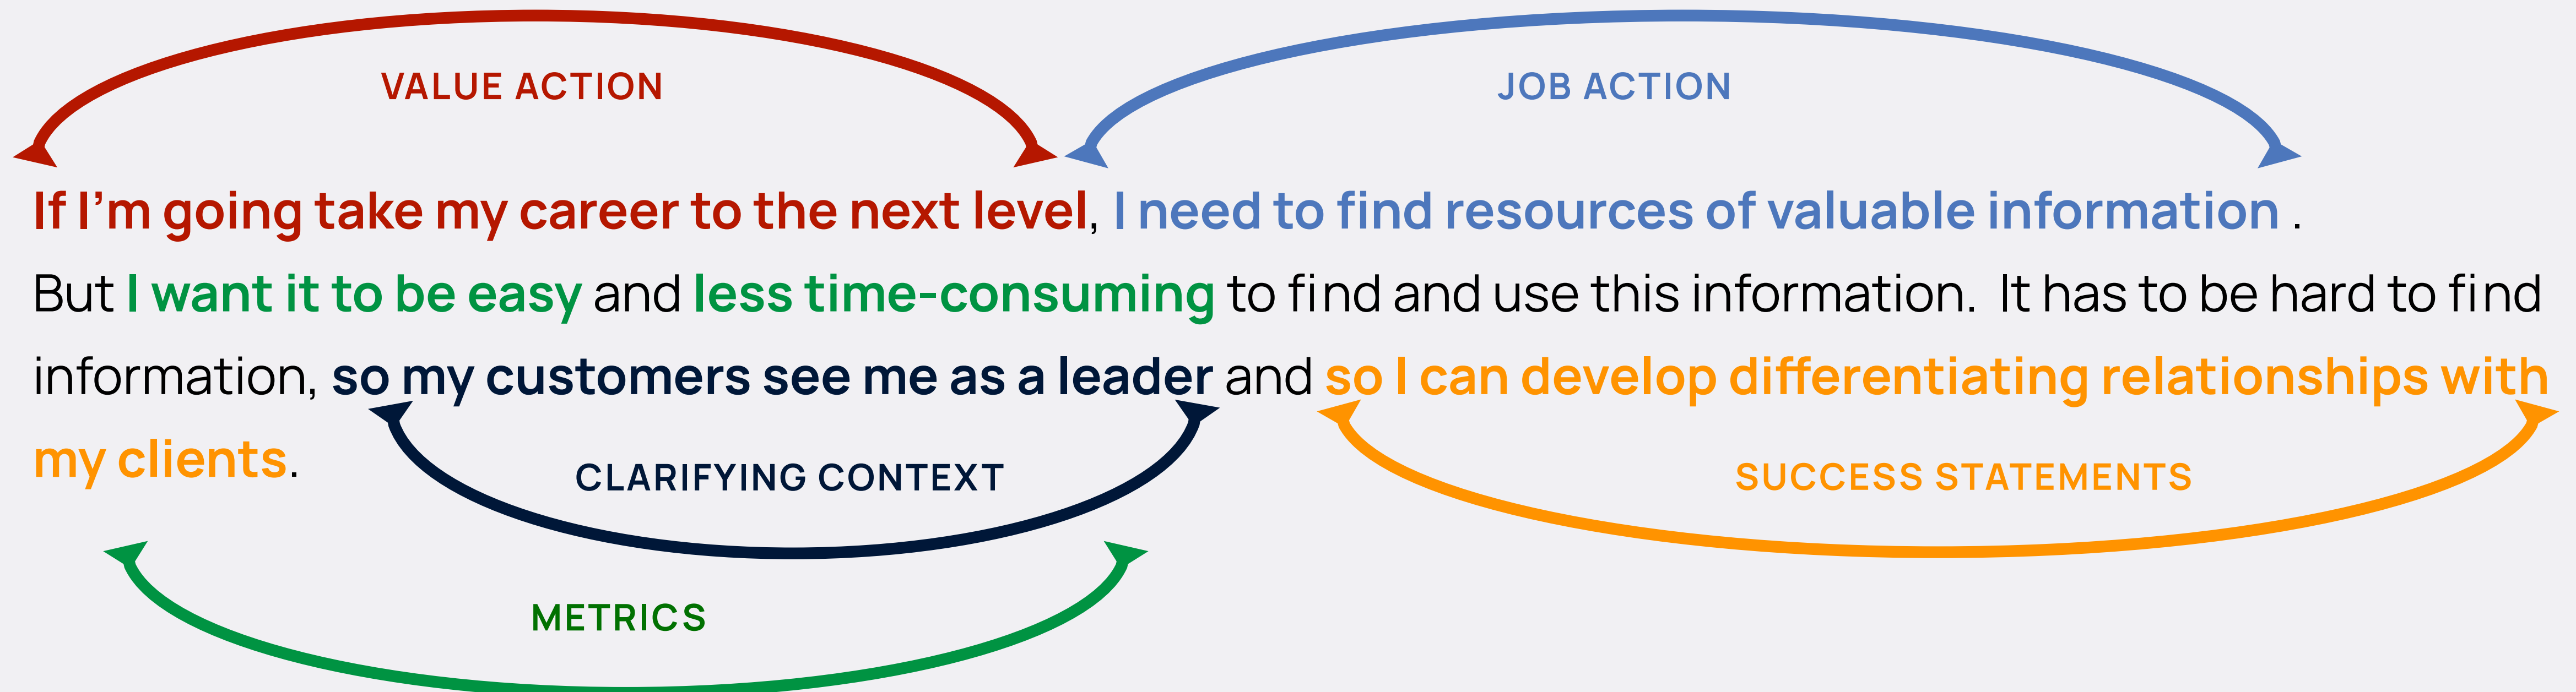 VALUE ACTION
JOB ACTION
If I’m going take my career to the next level, I need to find resources of valuable information .
But I want it to be easy and less time-consuming to find and use this information.  It has to be hard to find
information, so my customers see me as a leader and so I can develop differentiating relationships with
my clients.
CLARIFYING CONTEXT
SUCCESS STATEMENTS
METRICS